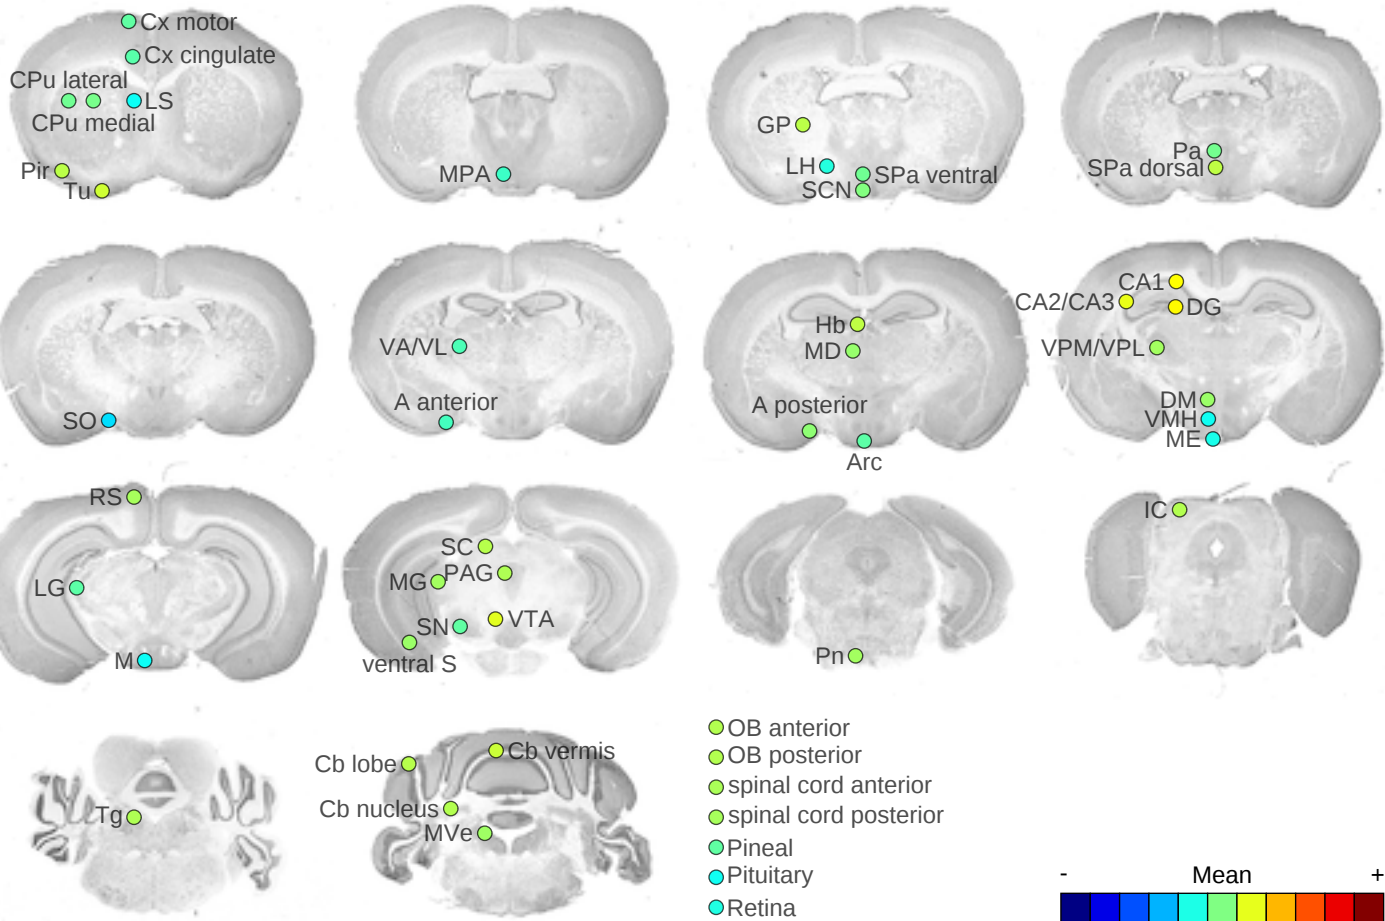 Cx motor
Cx cingulate
CPu lateral
LS
CPu medial
Pir
Tu
MPA
GP
LH
SPa ventral
SCN
Pa
SPa dorsal
SO
VA/VL
A anterior
Hb
MD
A posterior
Arc
CA1
CA2/CA3
DG
VPM/VPL
DM
VMH
ME
RS
LG
M
SC
PAG
MG
SN
VTA
ventral S
Pn
IC
Tg
Cb lobe
Cb vermis
Cb nucleus
MVe
OB anterior
OB posterior
spinal cord anterior
spinal cord posterior
Pineal
Pituitary
Retina
- Mean +